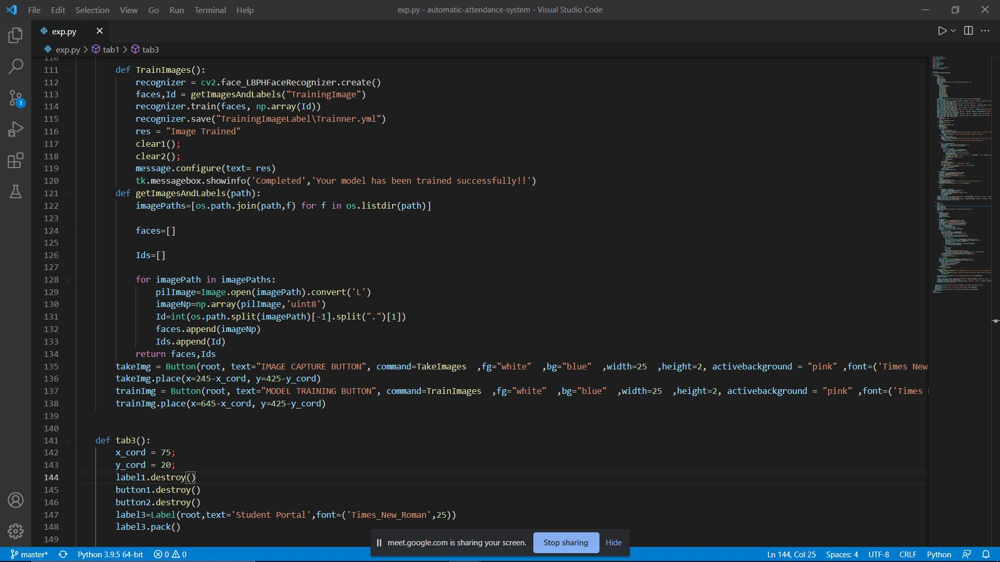 File Edit Selection View Go Run Terminal Help
exp.py - automatic-attendance-system - Visual Studio Code
exp.py
exp.py > tab1 > tab3
110
111 def TrainImages():
112 recognizer = cv2.face_LBPHFaceRecognizer.create()
113 faces,Id = getImagesAndLabels("TrainingImage")
114 recognizer.train(faces, np.array(Id))
115 recognizer.save("TrainingImageLabel\Trainner.yml")
116 res = "Image Trained"
117 clear1();
118 clear2();
119 message.configure(text= res)
120 tk.messagebox.showinfo('Completed','Your model has been trained successfully!!')
121 def getImagesAndLabels(path):
122 imagePaths=[os.path.join(path,f) for f in os.listdir(path)]
123
124 faces=[]
125
126 Ids=[]
127
128 for imagePath in imagePaths:
129 pilImage=Image.open(imagePath).convert('L')
130 imageNp=np.array(pilImage,'uint8')
131 Id=int(os.path.split(imagePath)[-1].split(".")[1])
132 faces.append(imageNp)
133 Ids.append(Id)
134 return faces,Ids
135 takeImg = Button(root, text="IMAGE CAPTURE BUTTON", command=TakeImages ,fg="white" ,bg="blue" ,width=25 ,height=2, activebackground = "pink" ,font=('Times New
136 takeImg.place(x=245-x_cord, y=425-y_cord)
137 trainImg = Button(root, text="MODEL TRAINING BUTTON", command=TrainImages ,fg="white" ,bg="blue" ,width=25 ,height=2, activebackground = "pink" ,font=('Times
138 trainImg.place(x=645-x_cord, y=425-y_cord)
139
140
141 def tab3():
142 x_cord = 75;
143 y_cord = 20;
144 label1.destroy()
145 button1.destroy()
146 button2.destroy()
147 label3=Label(root,text='Student Portal',font=('Times_New_Roman',25))
148 label3.pack()
149
1
meet.google.com is sharing your screen. Stop sharing Hide
master* Python 3.9.5 64-bit 0 0 Ln 144, Col 25 Spaces: 4 UTF-8 CRLF Python